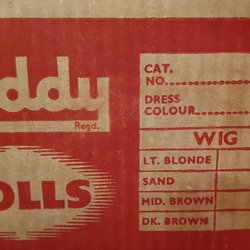 ddy
Regd.
OLLS
CAT.
NO.
DRESS
COLOUR
WIG
LT. BLONDE
SAND
MID. BROWN
DK. BROWN